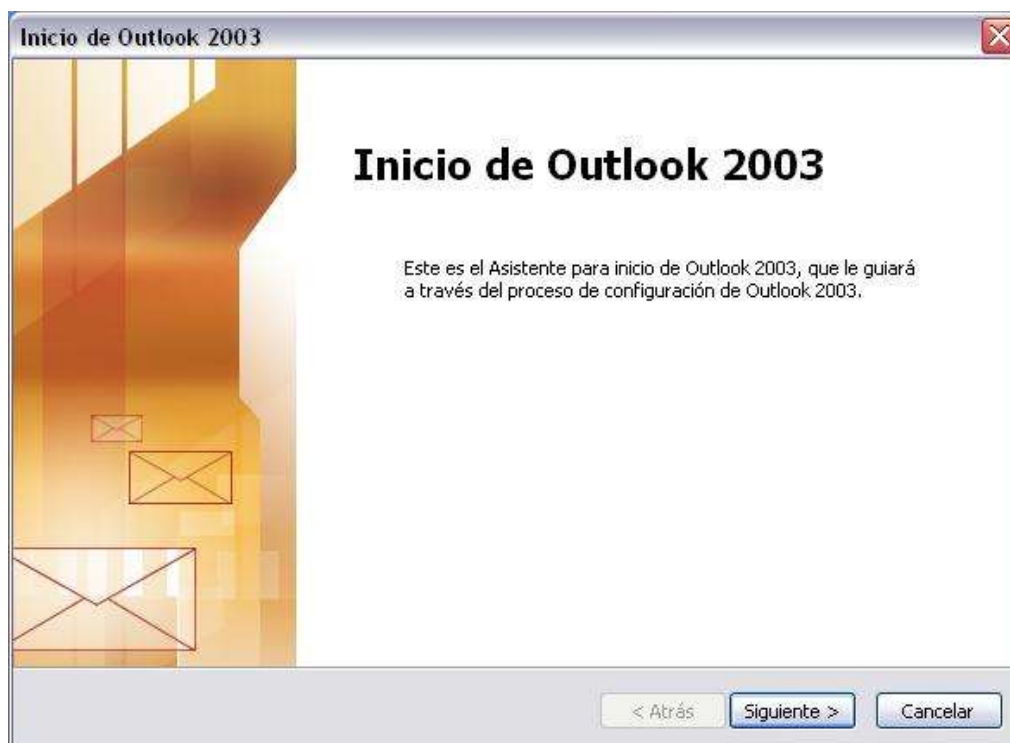 Inicio de Outlook 2003
Inicio de Outlook 2003
Este es el Asistente para inicio de Outlook 2003, que le guiará
a través del proceso de configuración de Outlook 2003.
< Atrás Siguiente > Cancelar